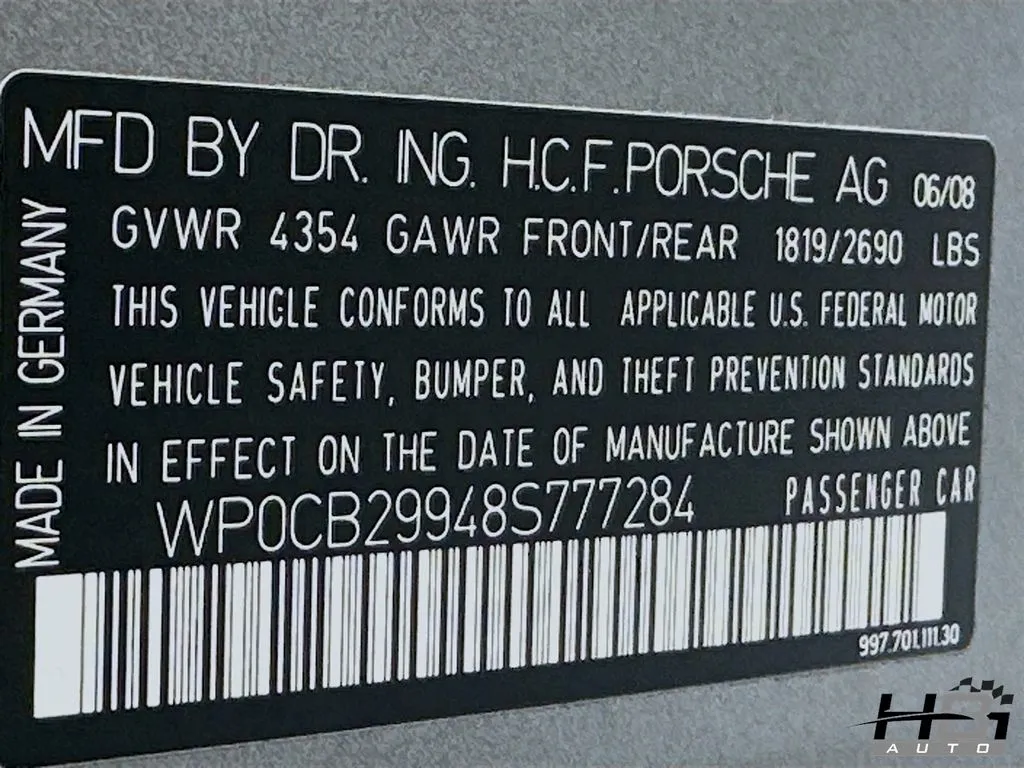 MFD BY DR. ING. H.C.F. PORSCHE AG 06/08
GVWR 4354 GAWR FRONT/REAR 1819/2690 LBS
THIS VEHICLE CONFORMS TO ALL APPLICABLE U.S. FEDERAL MOTOR
VEHICLE SAFETY, BUMPER, AND THEFT PREVENTION STANDARDS
IN EFFECT ON THE DATE OF MANUFACTURE SHOWN ABOVE
WP0CB29948S777284 PASSENGER CAR
997.701.111.30
MADE IN GERMANY
HGI
AUTO